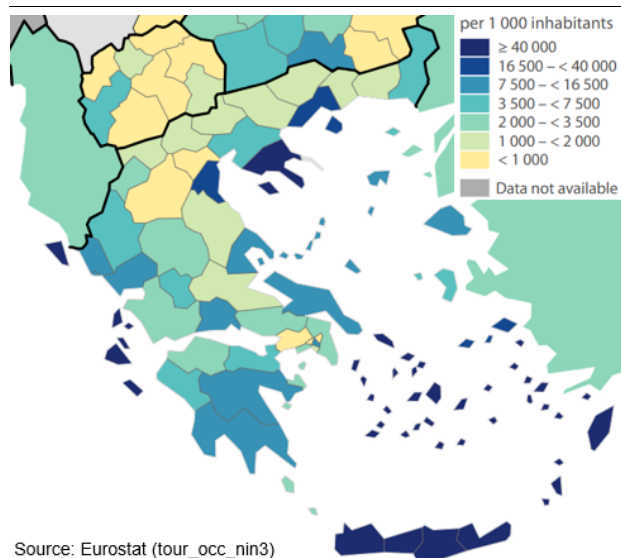 per 1 000 inhabitants
≥ 40 000
16 500 – < 40 000
7 500 – < 16 500
3 500 – < 7 500
2 000 – < 3 500
1 000 – < 2 000
< 1 000
Data not available
Source: Eurostat (tour_occ_nin3)